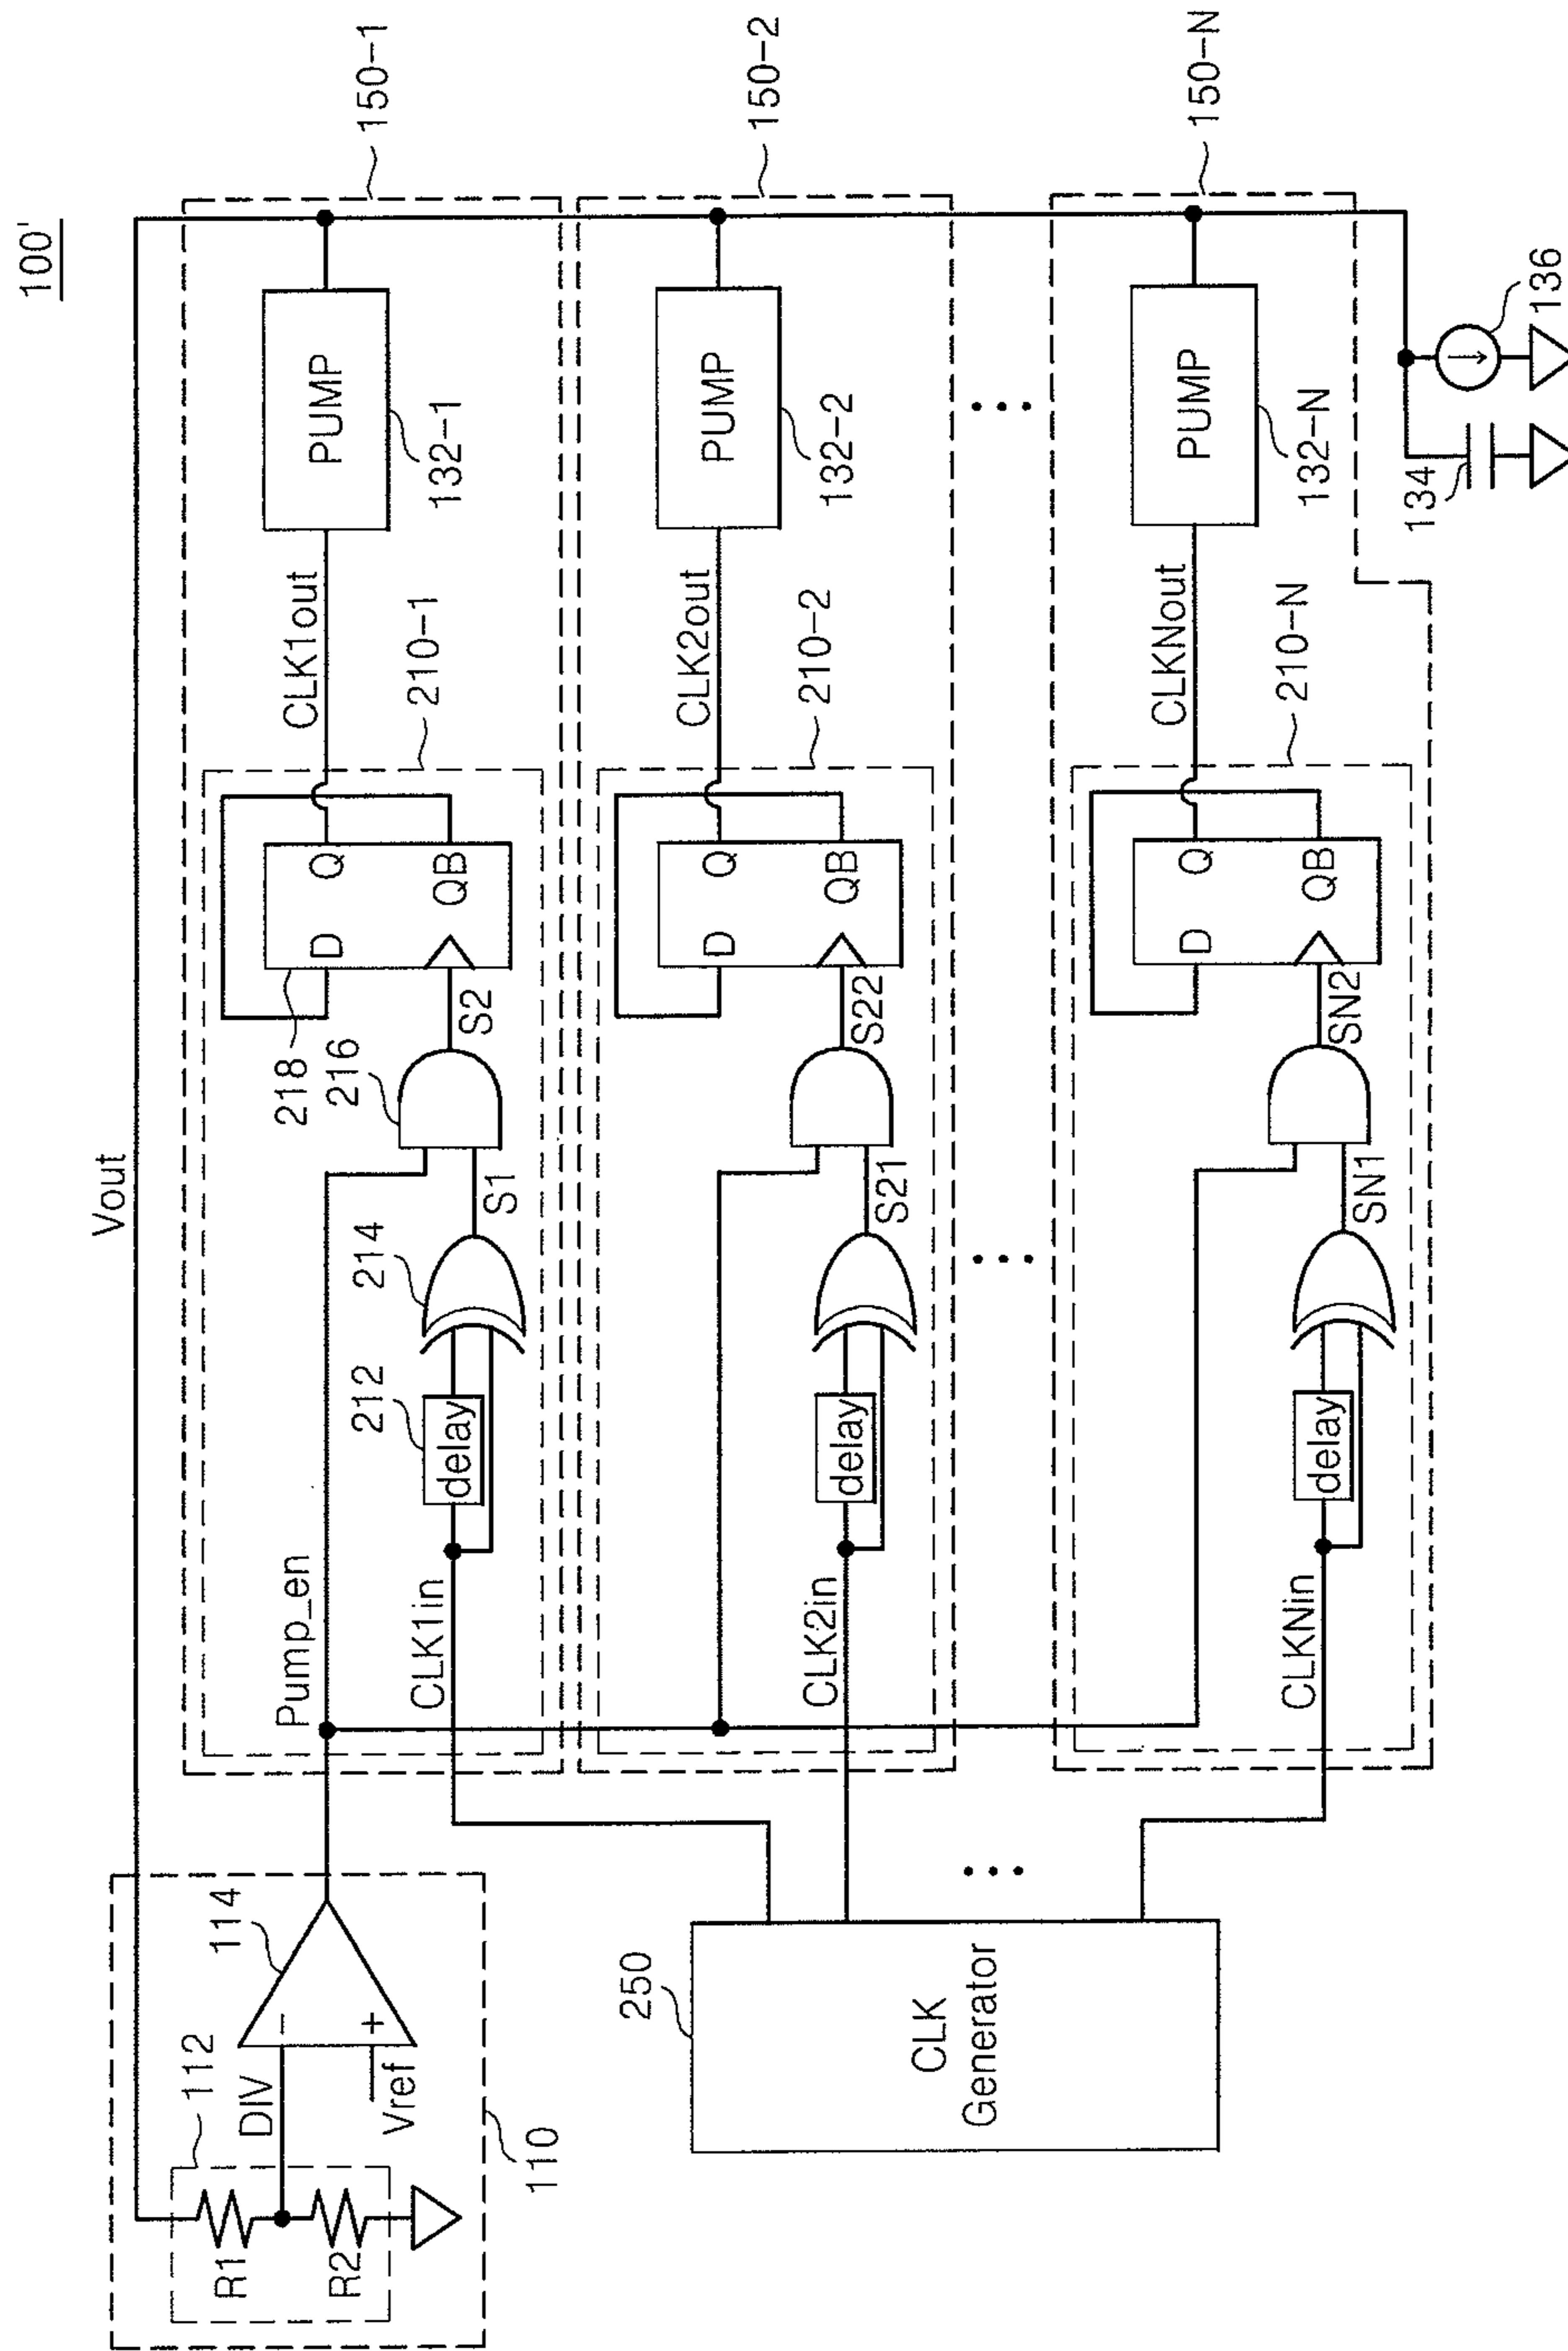 100'
Vout
150-1
Pump_en
CLK1in
212
delay
214
S1
216
218
S2
D
Q
QB
210-1
CLK1out
PUMP
132-1
150-2
CLK2in
delay
S21
S22
D
Q
QB
210-2
CLK2out
PUMP
132-2
150-N
CLKNin
delay
SN1
SN2
D
Q
QB
210-N
CLKNout
PUMP
132-N
134
136
110
112
R1
R2
DIV
Vref
114
−
+
250
CLK
Generator